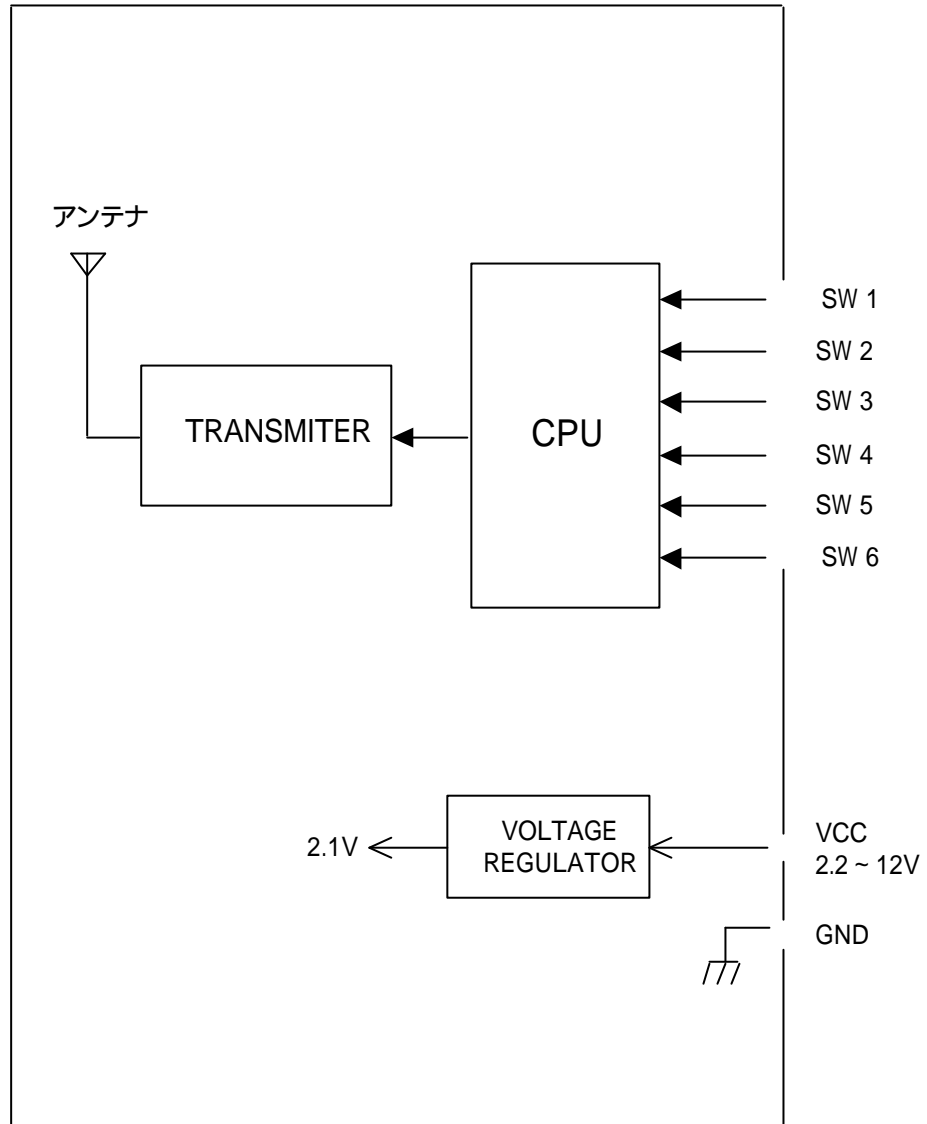 アンテナ
SW 1
SW 2
TRANSMITER
CPU
SW 3
SW 4
SW 5
SW 6
2.1V
VOLTAGE
REGULATOR
VCC
2.2 ~ 12V
GND